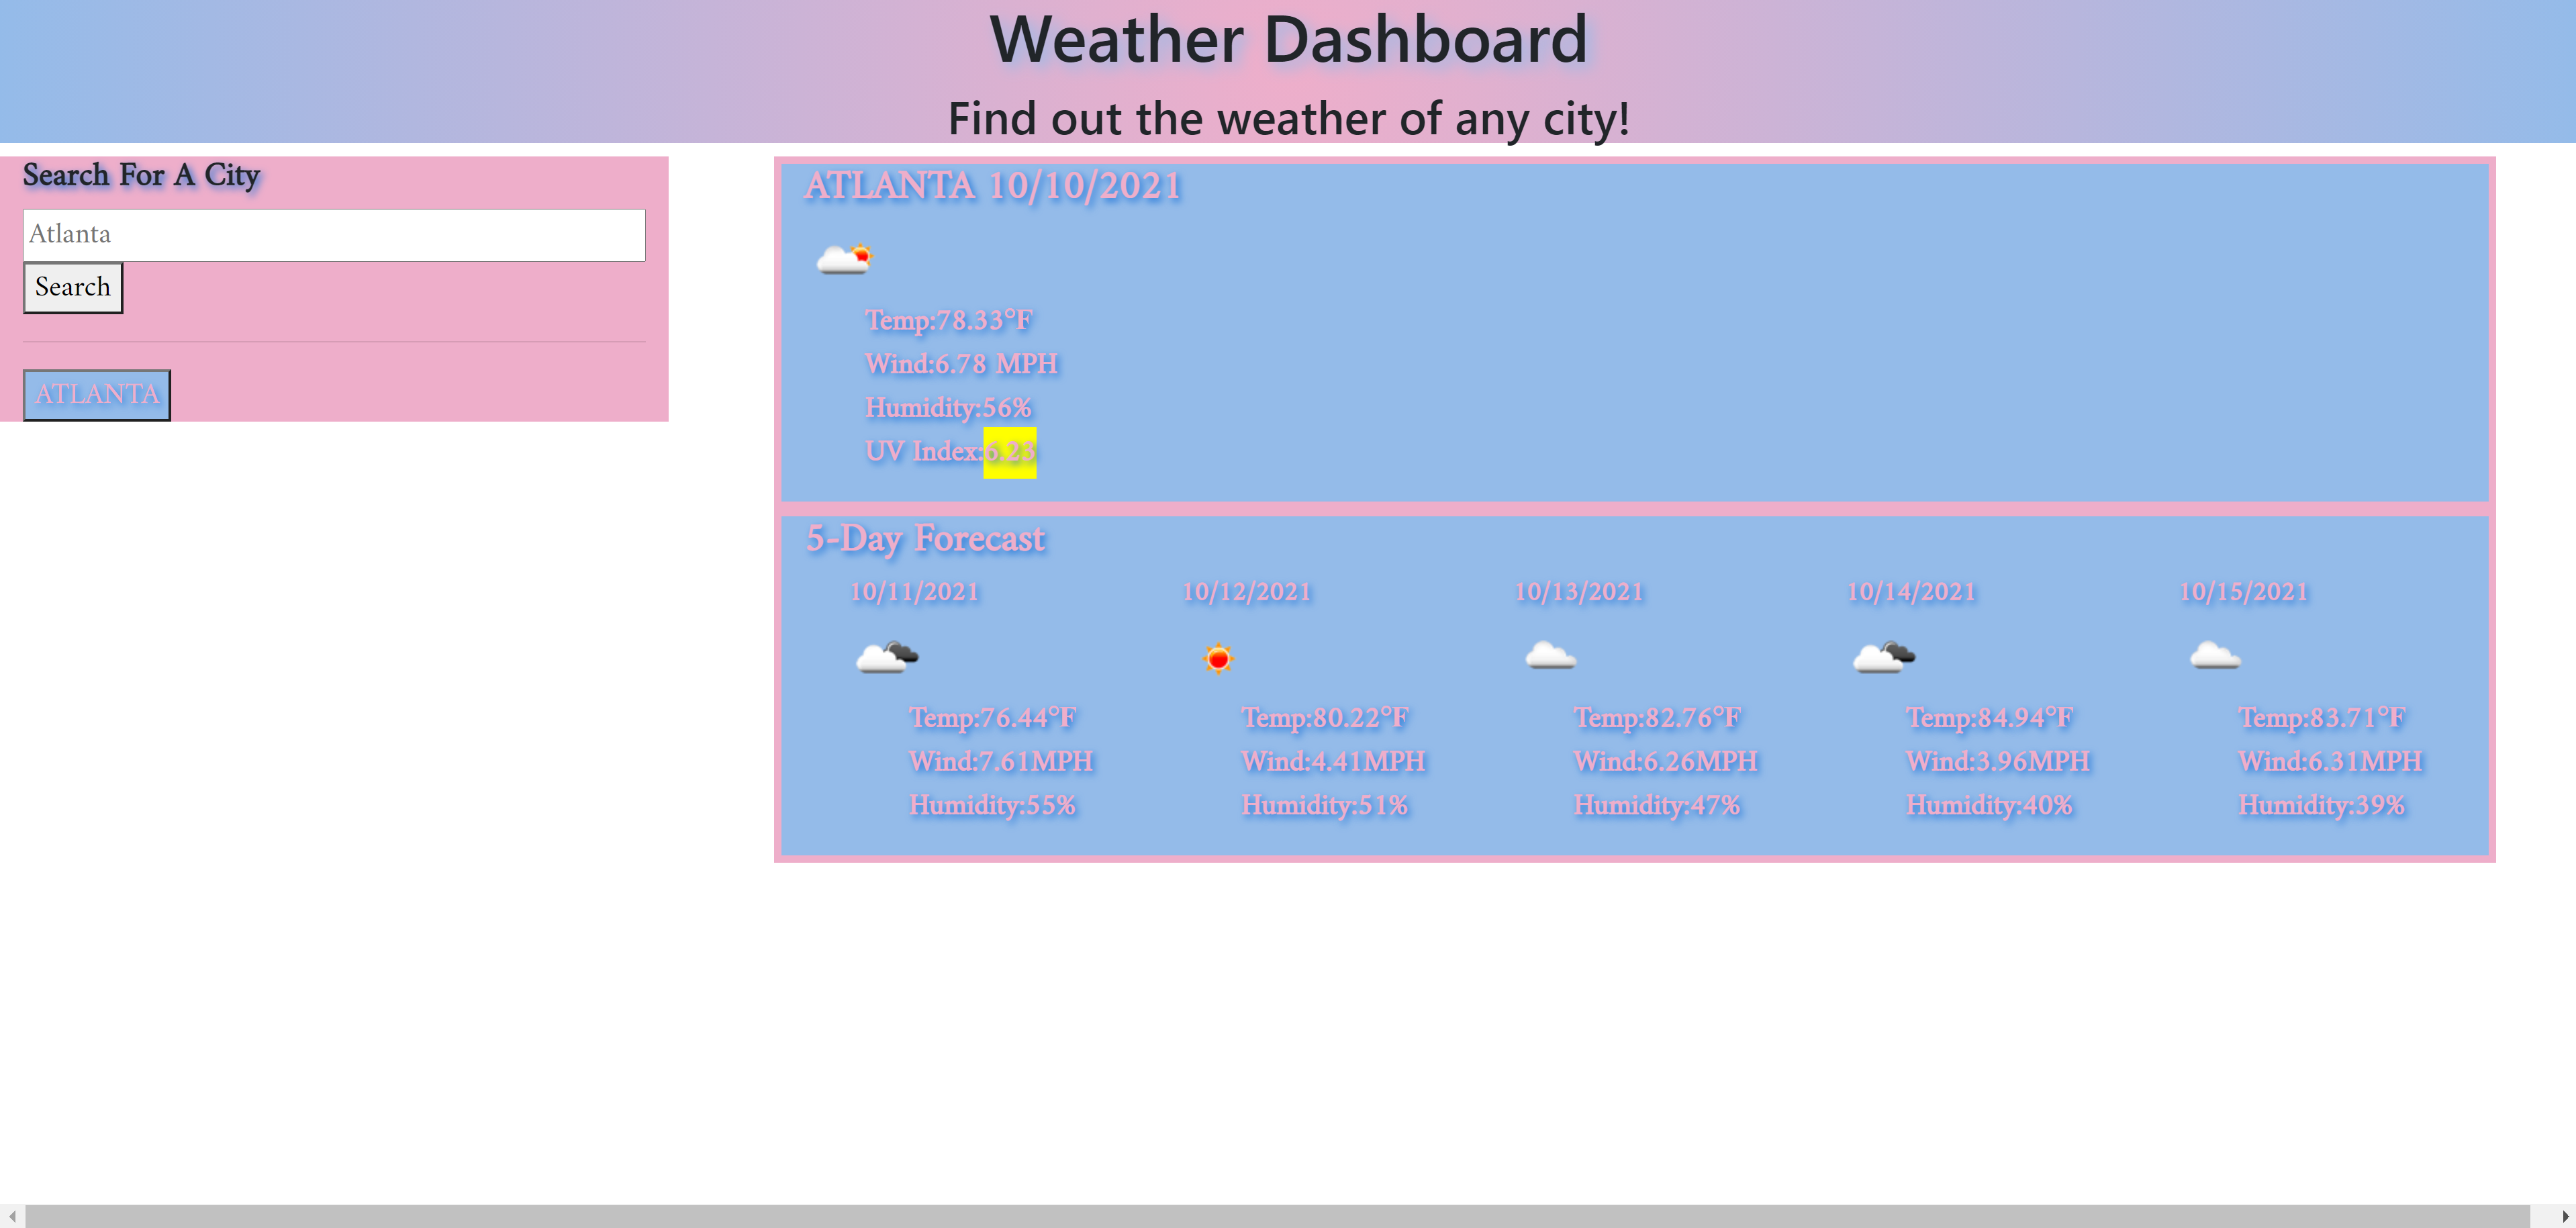 Weather Dashboard
Find out the weather of any city!
Search For A City
Atlanta
Search
ATLANTA
ATLANTA 10/10/2021
Temp:78.33°F
Wind:6.78 MPH
Humidity:56%
UV Index:6.23
5-Day Forecast
10/11/2021
Temp:76.44°F
Wind:7.61MPH
Humidity:55%
10/12/2021
Temp:80.22°F
Wind:4.41MPH
Humidity:51%
10/13/2021
Temp:82.76°F
Wind:6.26MPH
Humidity:47%
10/14/2021
Temp:84.94°F
Wind:3.96MPH
Humidity:40%
10/15/2021
Temp:83.71°F
Wind:6.31MPH
Humidity:39%